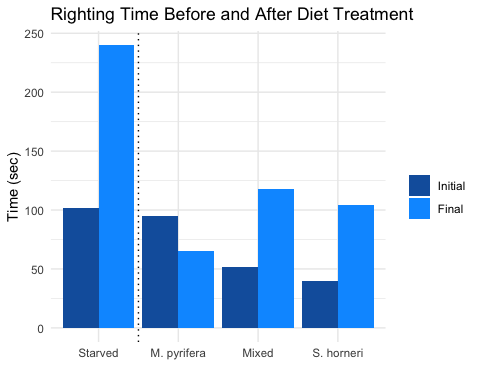 Righting Time Before and After Diet Treatment
Time (sec)
250
200
150
100
50
0
Starved
M. pyrifera
Mixed
S. horneri
Initial
Final